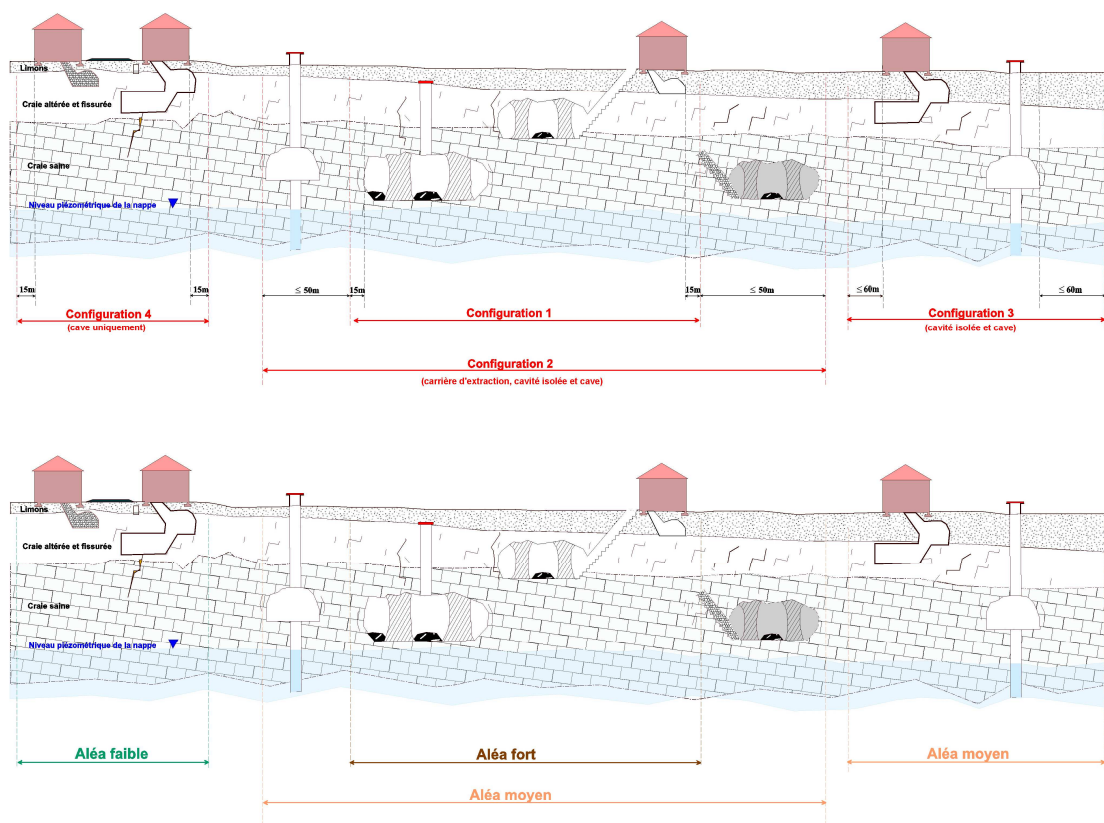 Limons
Craie altérée et fissurée
Craie saine
Niveau piézométrique de la nappe
15m
15m
≤ 50m
15m
15m
≤ 50m
≤ 60m
≤ 60m
Configuration 4
(cave uniquement)
Configuration 1
Configuration 3
(cavité isolée et cave)
Configuration 2
(carrière d'extraction, cavité isolée et cave)
Limons
Craie altérée et fissurée
Craie saine
Niveau piézométrique de la nappe
Aléa faible
Aléa fort
Aléa moyen
Aléa moyen